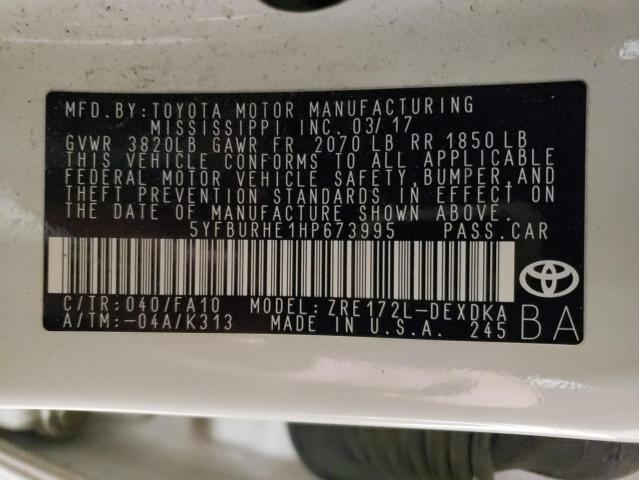 MFD.BY:TOYOTA MOTOR MANUFACTURING
MISSISSIPPI INC. 03/17
GVWR 3820LB GAWR FR 2070 LB RR 1850 LB
THIS VEHICLE CONFORMS TO ALL APPLICABLE
FEDERAL MOTOR VEHICLE SAFETY, BUMPER, AND
THEFT PREVENTION STANDARDS IN EFFECT ON
THE DATE OF MANUFACTURE SHOWN ABOVE.
5YFBURHE1HP673995 PASS.CAR
C/TR:040/FA10 MODEL:ZRE172L-DEXDKA
A/TM:-04A/K313 MADE IN U.S.A. 245
BA